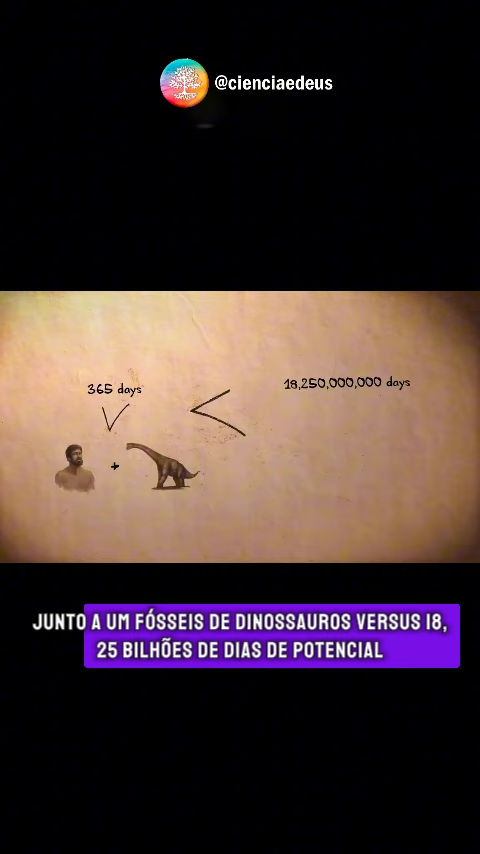 @cienciaedeus
365 days
18,250,000,000 days
+
JUNTO A UM FÓSSEIS DE DINOSSAUROS VERSUS 18,
25 BILHÕES DE DIAS DE POTENCIAL